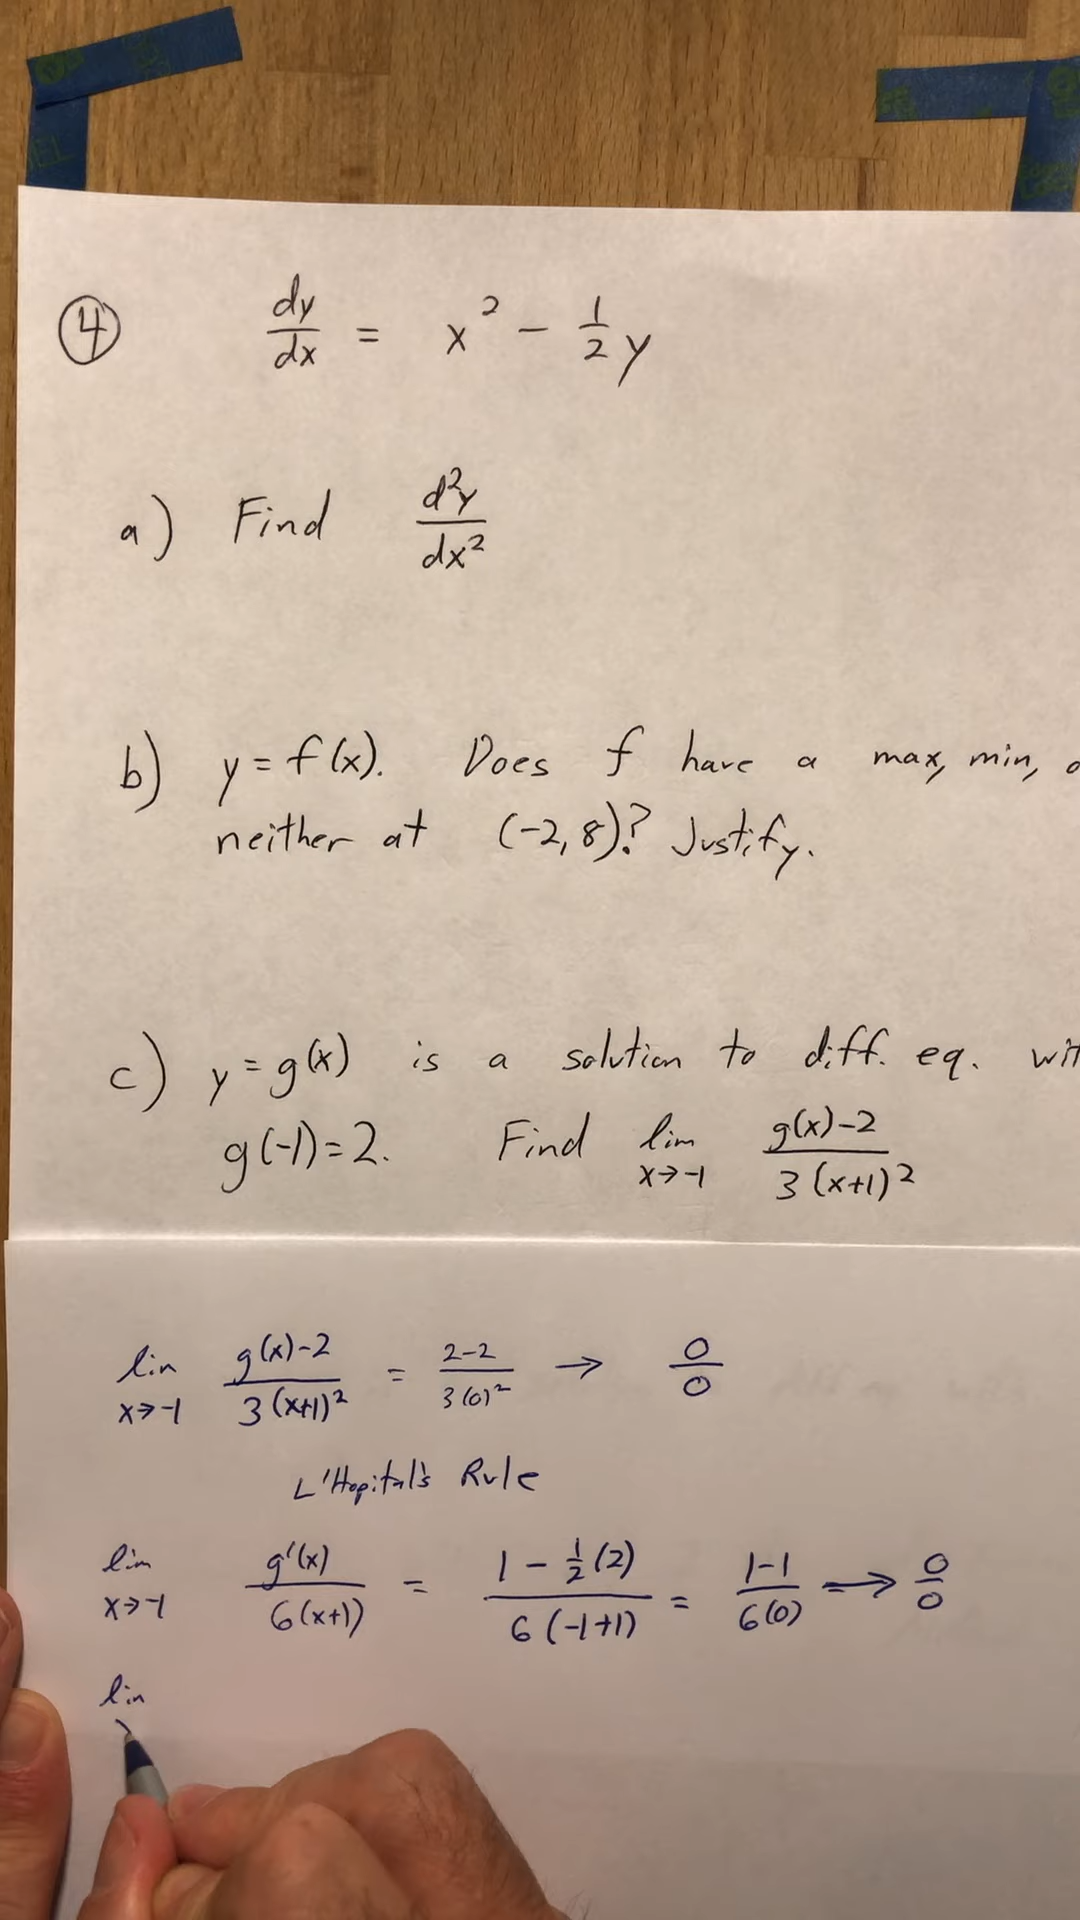 ④ dy/dx = x² - 1/2 y
a) Find d²y/dx²
b) y = f(x). Does f have a max, min,
neither at (-2, 8)? Justify.
c) y = g(x) is a solution to diff. eq.
g(-1) = 2. Find lim x→-1 g(x)-2 / 3(x+1)²
lim x→-1 g(x)-2 / 3(x+1)² = 2-2 / 3(0)² → 0/0
L'Hopital's Rule
lim x→-1 g'(x) / 6(x+1) = 1 - 1/2 (2) / 6(-1+1) = 1-1 / 6(0) → 0/0
lim